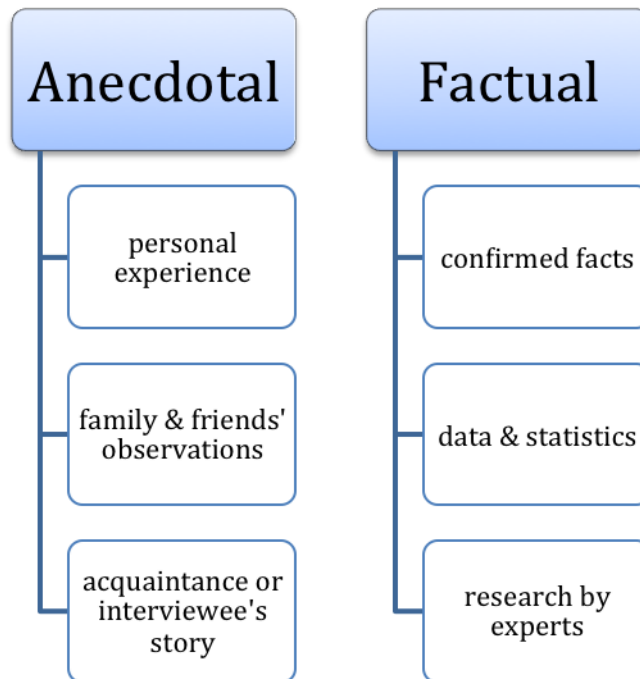 Anecdotal
personal
experience
family & friends'
observations
acquaintance or
interviewee's
story
Factual
confirmed facts
data & statistics
research by
experts